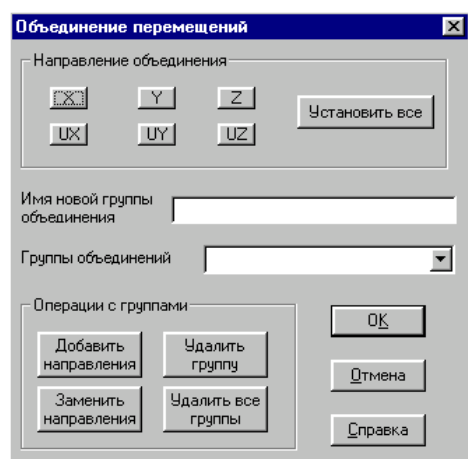 Объединение перемещений
Направление объединения
X Y Z
Установить все
UX UY UZ
Имя новой группы
объединения
Группы объединений
Операции с группами
Добавить
направления
Удалить
группу
Заменить
направления
Удалить все
группы
OK
Отмена
Справка